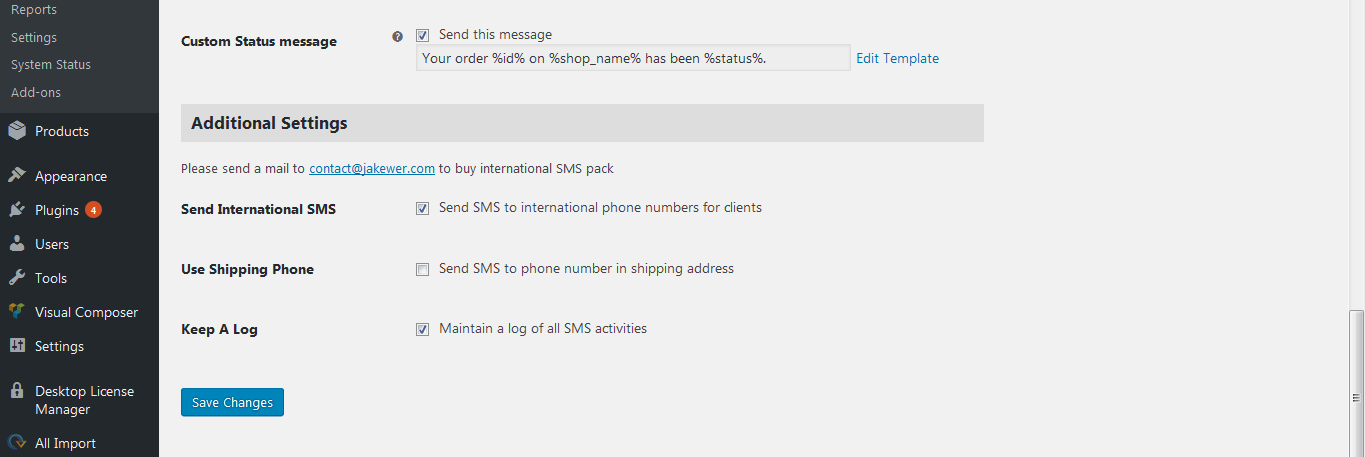 Reports
Settings
System Status
Add-ons
Products
Appearance
Plugins 4
Users
Tools
Visual Composer
Settings
Desktop License
Manager
All Import
Custom Status message ? Send this message
Your order %id% on %shop_name% has been %status%. Edit Template
Additional Settings
Please send a mail to contact@jakewer.com to buy international SMS pack
Send International SMS Send SMS to international phone numbers for clients
Use Shipping Phone Send SMS to phone number in shipping address
Keep A Log Maintain a log of all SMS activities
Save Changes